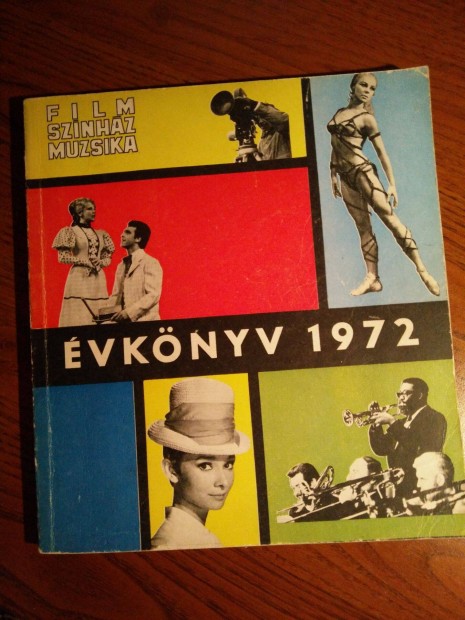 FILM
SZÍNHÁZ
MUZSIKA
ÉVKÖNYV 1972